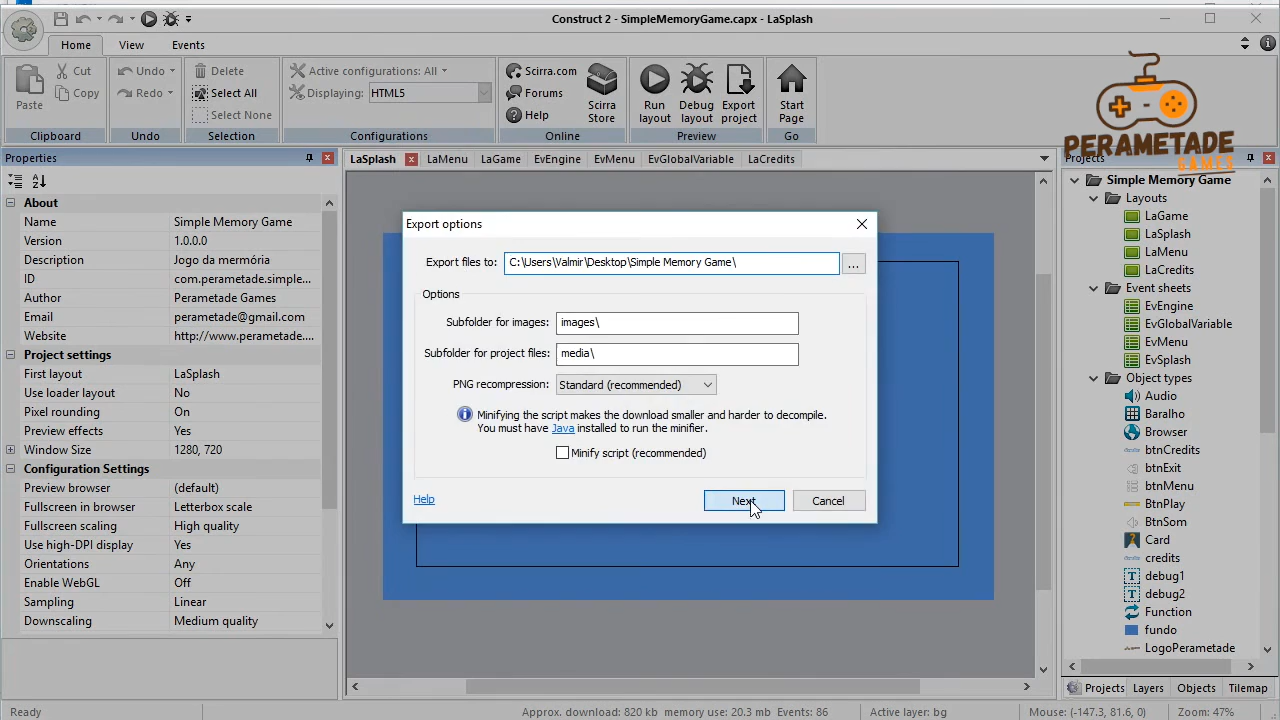 Construct 2 - SimpleMemoryGame.capx - LaSplash
Home View Events
Paste
Cut
Copy
Clipboard
Undo
Redo
Undo
Delete
Select All
Select None
Selection
Active configurations: All
Displaying: HTML5
Configurations
Scirra.com
Forums
Help
Scirra Store
Online
Run layout
Debug layout
Export project
Preview
Start Page
Go
PERAMETADE
GAMES
Properties
About
Name Simple Memory Game
Version 1.0.0.0
Description Jogo da mermória
ID com.perametade.simple...
Author Perametade Games
Email perametade@gmail.com
Website http://www.perametade....
Project settings
First layout LaSplash
Use loader layout No
Pixel rounding On
Preview effects Yes
Window Size 1280, 720
Configuration Settings
Preview browser (default)
Fullscreen in browser Letterbox scale
Fullscreen scaling High quality
Use high-DPI display Yes
Orientations Any
Enable WebGL Off
Sampling Linear
Downscaling Medium quality
LaSplash LaMenu LaGame EvEngine EvMenu EvGlobalVariable LaCredits
Export options
Export files to: C:\Users\Valmir\Desktop\Simple Memory Game\
...
Options
Subfolder for images: images\
Subfolder for project files: media\
PNG recompression: Standard (recommended)
Minifying the script makes the download smaller and harder to decompile.
You must have Java installed to run the minifier.
Minify script (recommended)
Help
Next
Cancel
Projects
Simple Memory Game
Layouts
LaGame
LaSplash
LaMenu
LaCredits
Event sheets
EvEngine
EvGlobalVariable
EvMenu
EvSplash
Object types
Audio
Baralho
Browser
btnCredits
btnExit
btnMenu
BtnPlay
BtnSom
Card
credits
debug1
debug2
Function
fundo
LogoPerametade
Projects Layers Objects Tilemap
Ready
Approx. download: 820 kb memory use: 20.3 mb Events: 86
Active layer: bg
Mouse: (-147.3, 81.6, 0)
Zoom: 47%